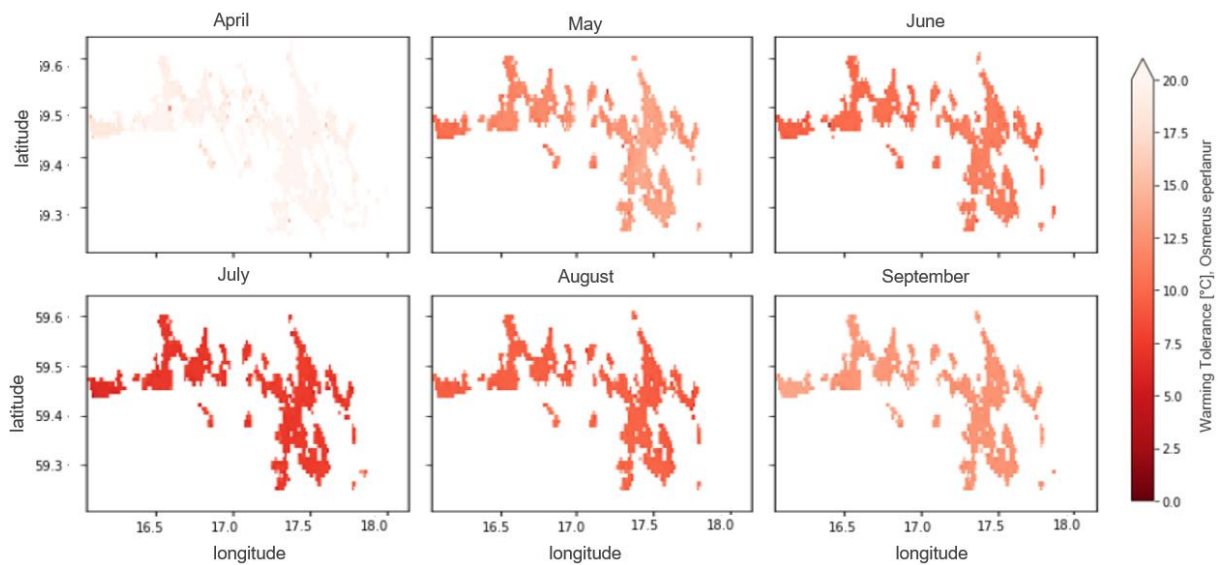 April
May
June
59.6
59.5
59.4
59.3
latitude
July
August
September
59.6
59.5
59.4
59.3
latitude
16.5 17.0 17.5 18.0
16.5 17.0 17.5 18.0
16.5 17.0 17.5 18.0
longitude
longitude
longitude
20.0
17.5
15.0
12.5
10.0
7.5
5.0
2.5
0.0
Warming Tolerance [°C], Osmerus eperlanur